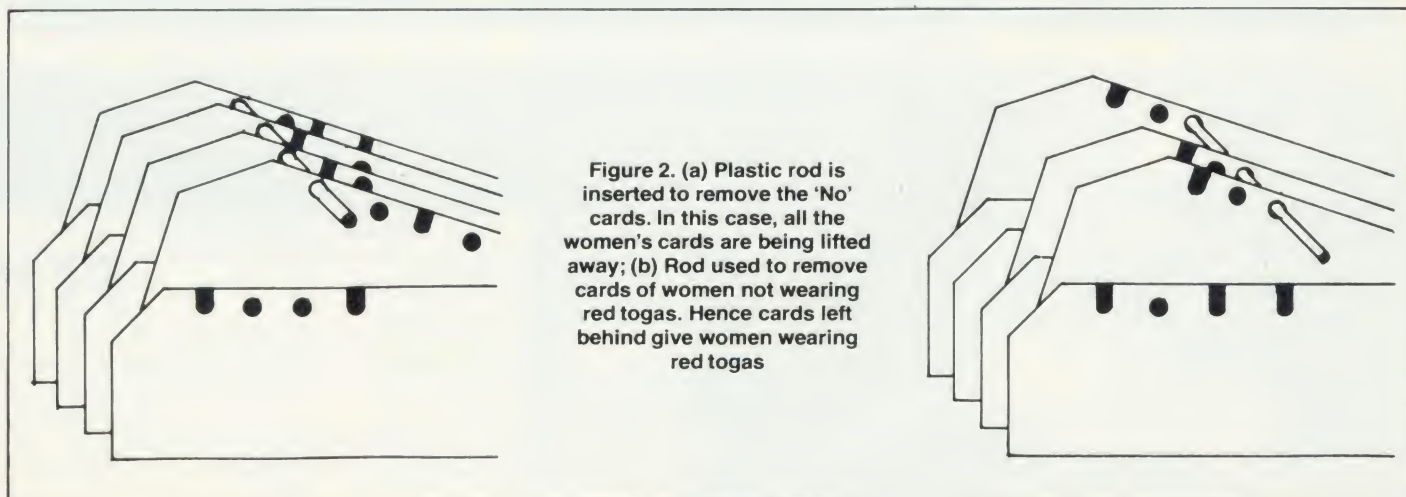 Figure 2. (a) Plastic rod is
inserted to remove the ‘No’
cards. In this case, all the
women’s cards are being lifted
away; (b) Rod used to remove
cards of women not wearing
red togas. Hence cards left
behind give women wearing
red togas